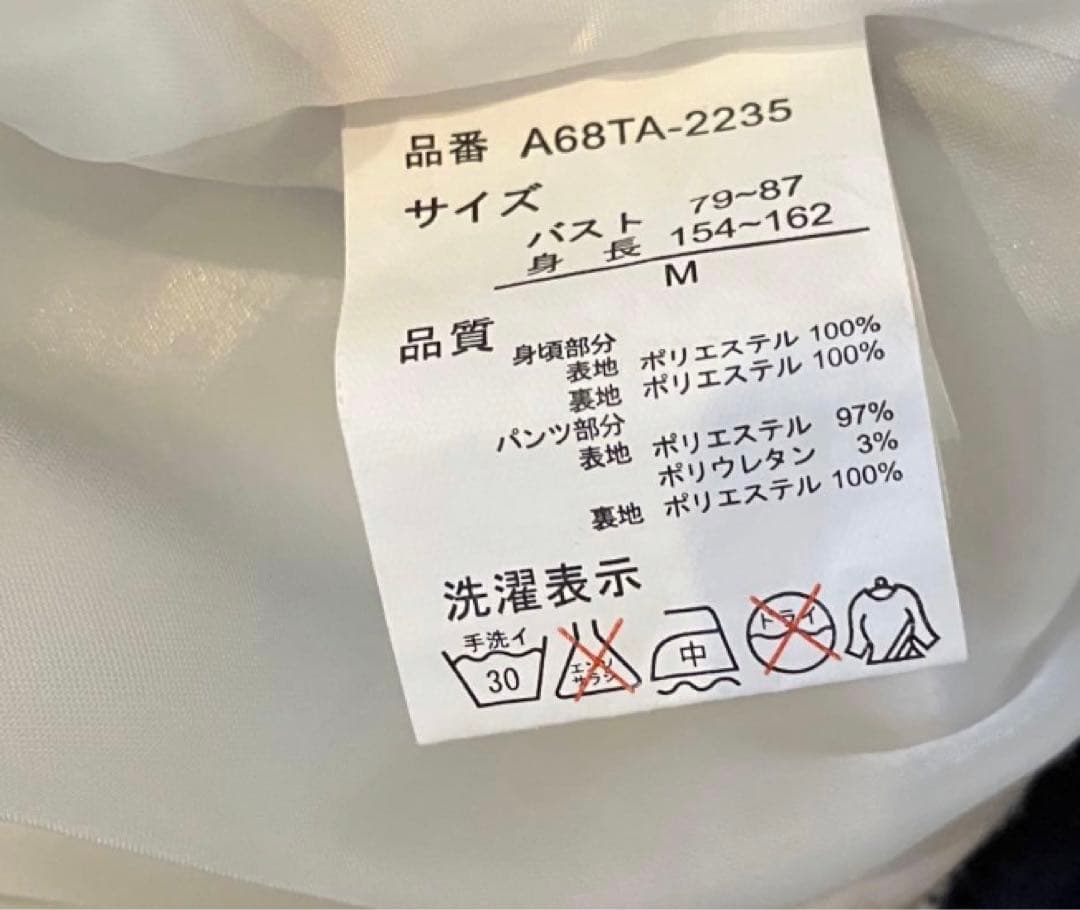 品番 A68TA-2235
サイズ
バスト 79~87
身長 154~162
M
品質 身頃部分
表地 ポリエステル 100%
裏地 ポリエステル 100%
パンツ部分
表地 ポリエステル 97%
ポリウレタン 3%
裏地 ポリエステル 100%
洗濯表示
手洗イ
30
エンソ
サラシ
中
ドライ